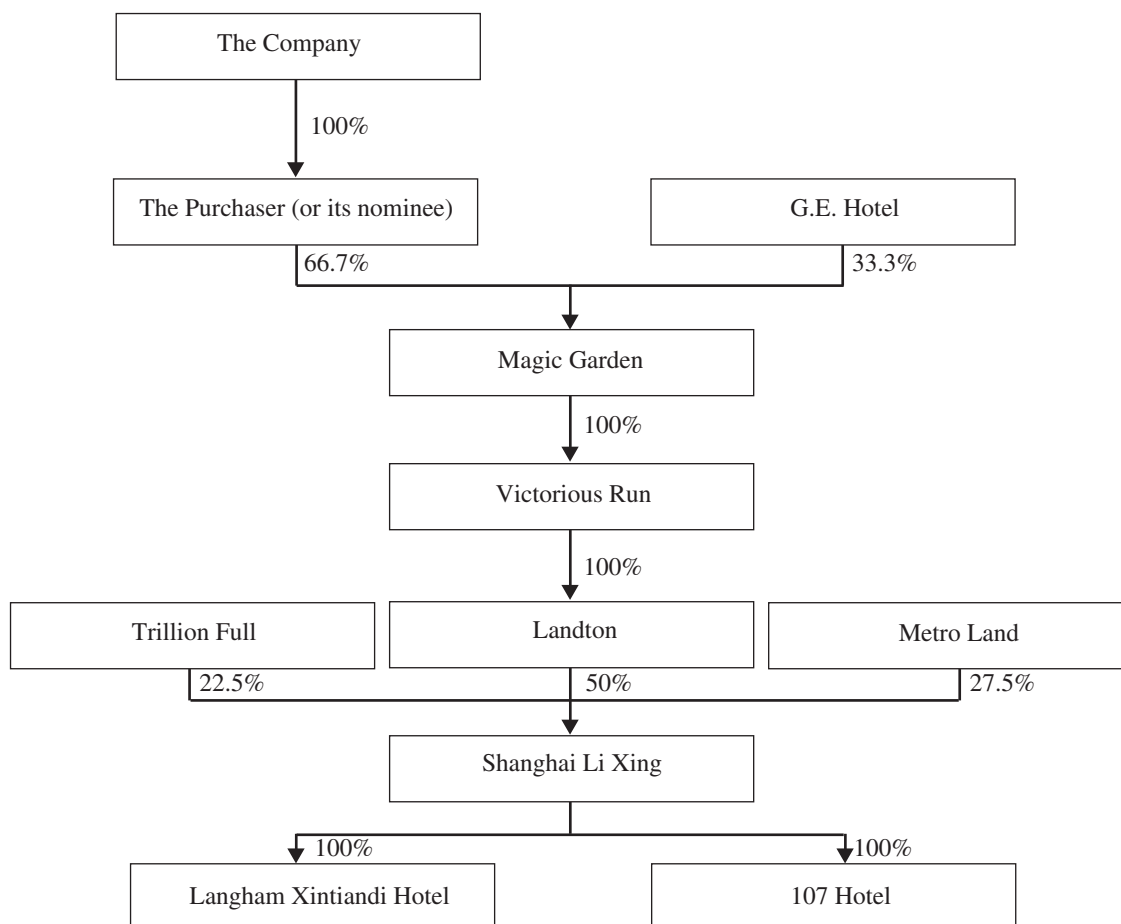 The Company
100%
The Purchaser (or its nominee)
G.E. Hotel
66.7%
33.3%
Magic Garden
100%
Victorious Run
100%
Trillion Full
Landton
Metro Land
22.5%
50%
27.5%
Shanghai Li Xing
100%
100%
Langham Xintiandi Hotel
107 Hotel